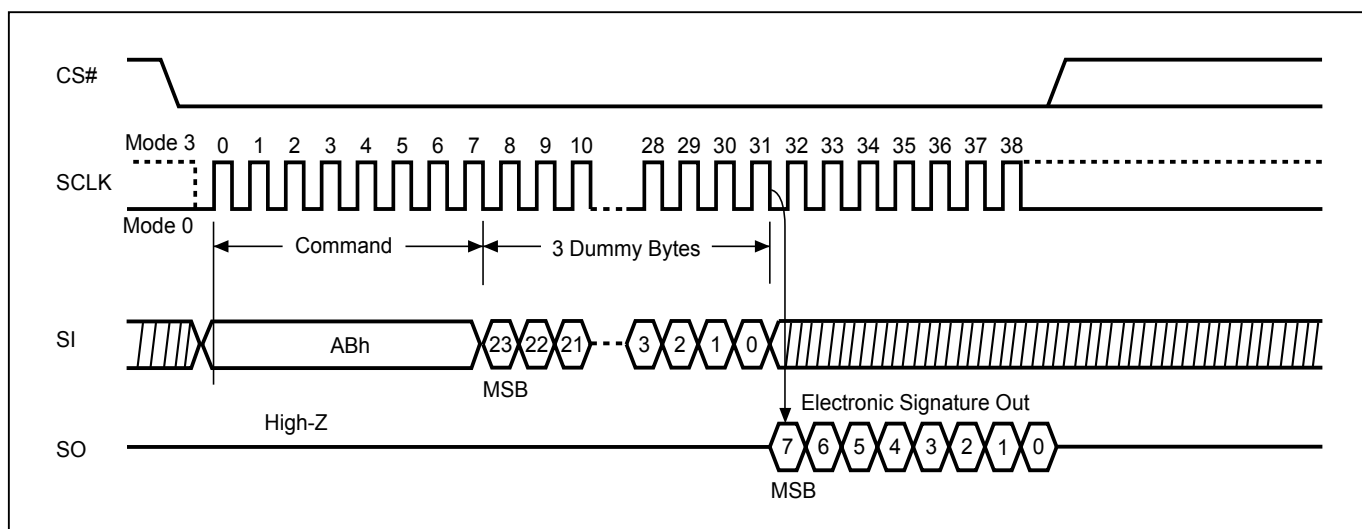 CS#
Mode 3
0 1 2 3 4 5 6 7 8 9 10 28 29 30 31 32 33 34 35 36 37 38
SCLK
Mode 0
Command
3 Dummy Bytes
SI
ABh
23 22 21 3 2 1 0
MSB
High-Z
Electronic Signature Out
SO
7 6 5 4 3 2 1 0
MSB